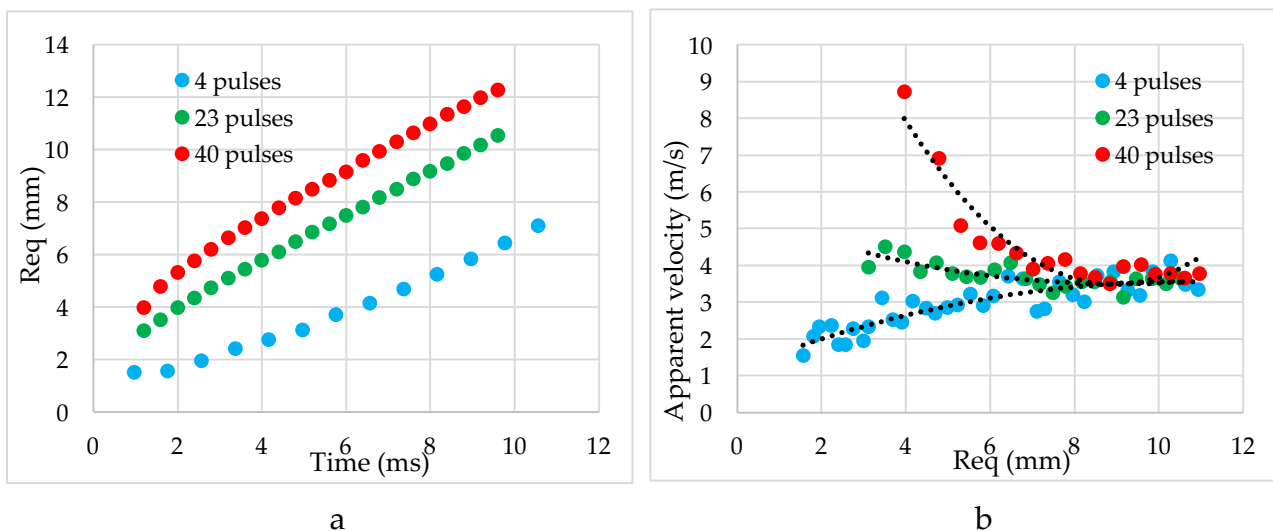 14
12
10
8
6
4
2
0
Req (mm)
4 pulses
23 pulses
40 pulses
0 2 4 6 8 10 12
Time (ms)
a
10
9
8
7
6
5
4
3
2
1
0
Apparent velocity (m/s)
4 pulses
23 pulses
40 pulses
0 2 4 6 8 10 12
Req (mm)
b